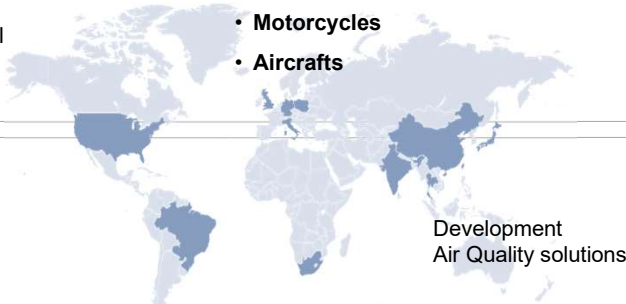 l
• Motorcycles
• Aircrafts
Development
Air Quality solutions